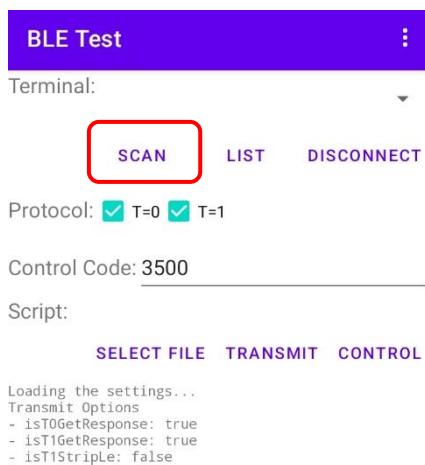 BLE Test
Terminal:
SCAN LIST DISCONNECT
Protocol: T=0 T=1
Control Code: 3500
Script:
SELECT FILE TRANSMIT CONTROL
Loading the settings...
Transmit Options
- isT0GetResponse: true
- isT1GetResponse: true
- isT1StripLe: false